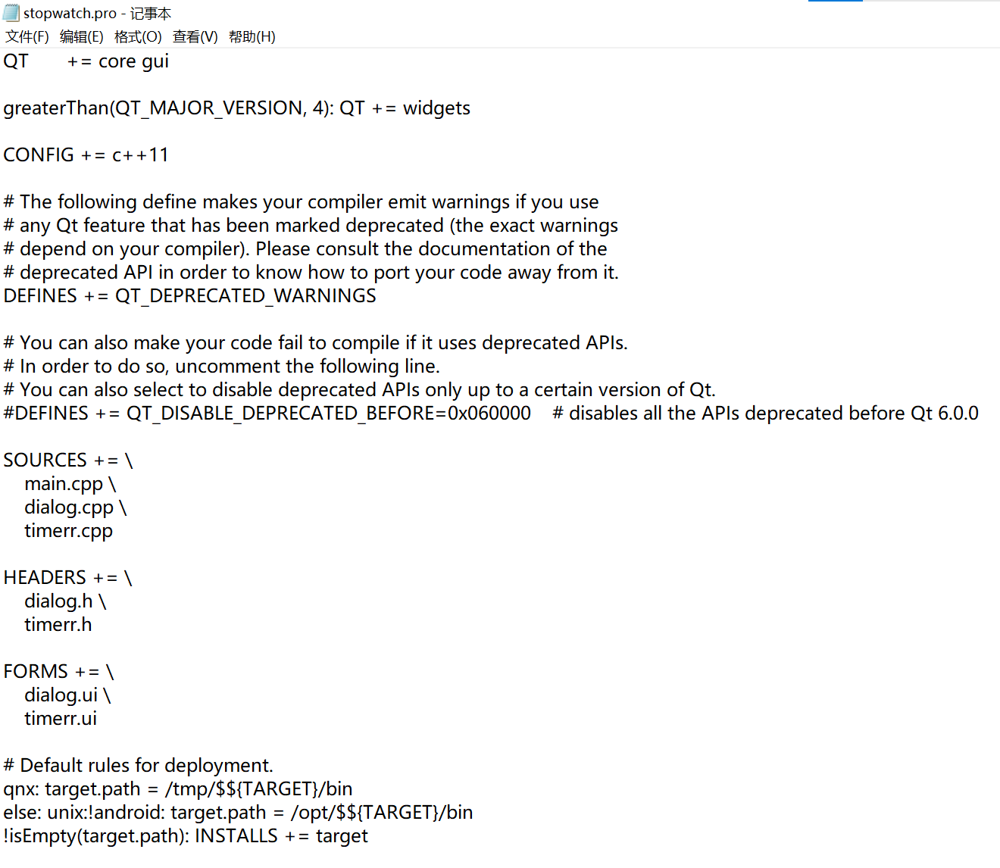 stopwatch.pro - 记事本
文件(F) 编辑(E) 格式(O) 查看(V) 帮助(H)
QT += core gui
greaterThan(QT_MAJOR_VERSION, 4): QT += widgets
CONFIG += c++11
# The following define makes your compiler emit warnings if you use
# any Qt feature that has been marked deprecated (the exact warnings
# depend on your compiler). Please consult the documentation of the
# deprecated API in order to know how to port your code away from it.
DEFINES += QT_DEPRECATED_WARNINGS
# You can also make your code fail to compile if it uses deprecated APIs.
# In order to do so, uncomment the following line.
# You can also select to disable deprecated APIs only up to a certain version of Qt.
#DEFINES += QT_DISABLE_DEPRECATED_BEFORE=0x060000    # disables all the APIs deprecated before Qt 6.0.0
SOURCES += \
    main.cpp \
    dialog.cpp \
    timerr.cpp
HEADERS += \
    dialog.h \
    timerr.h
FORMS += \
    dialog.ui \
    timerr.ui
# Default rules for deployment.
qnx: target.path = /tmp/$${TARGET}/bin
else: unix:!android: target.path = /opt/$${TARGET}/bin
!isEmpty(target.path): INSTALLS += target